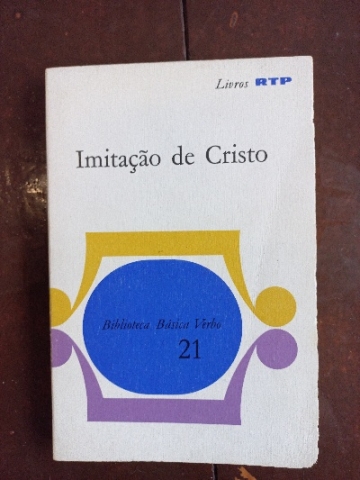 Livros RTP
Imitação de Cristo
Biblioteca Básica Verbo
21